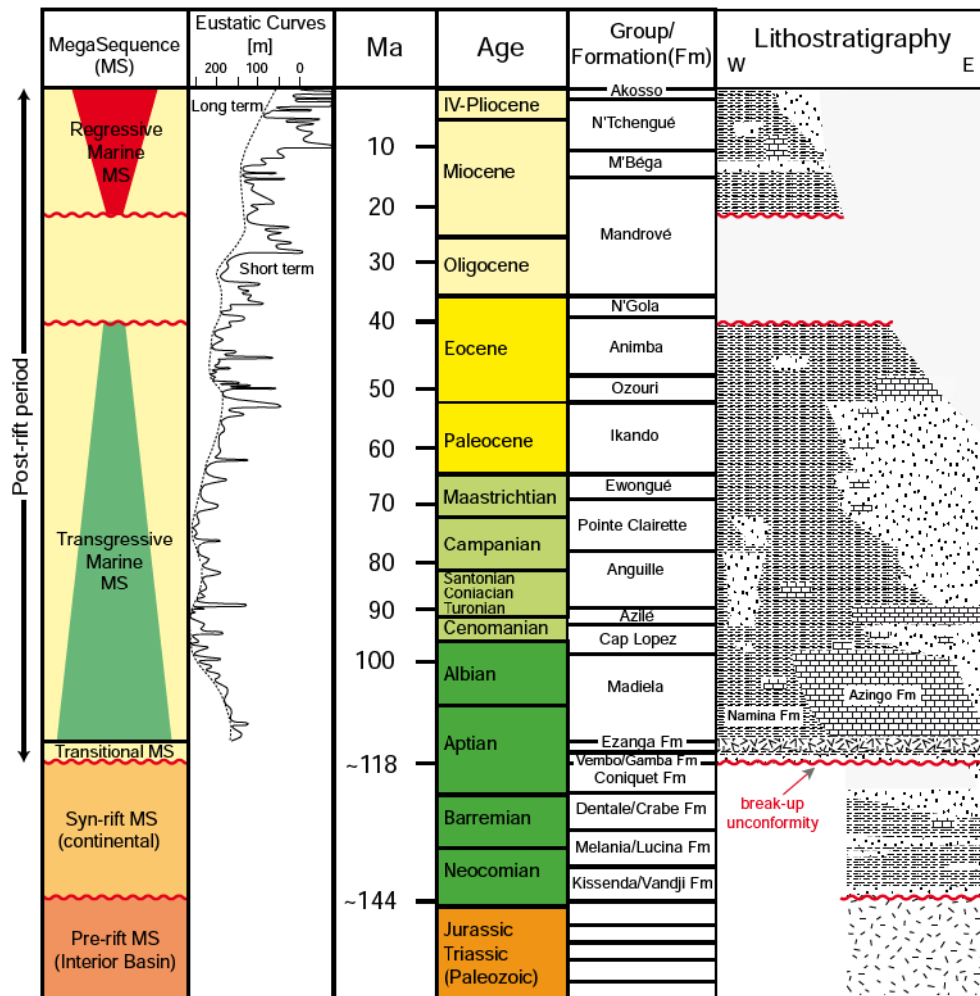 MegaSequence
(MS)
Eustatic Curves
[m]
200 100 0
Ma
Age
Group/
Formation(Fm)
Lithostratigraphy
W
E
Post-rift period
Regressive
Marine
MS
Transgressive
Marine
MS
Transitional MS
Syn-rift MS
(continental)
Pre-rift MS
(Interior Basin)
Long term
Short term
10
20
30
40
50
60
70
80
90
100
~118
~144
IV-Pliocene
Miocene
Oligocene
Eocene
Paleocene
Maastrichtian
Campanian
Santonian
Coniacian
Turonian
Cenomanian
Albian
Aptian
Barremian
Neocomian
Jurassic
Triassic
(Paleozoic)
Akosso
N'Tchengué
M'Béga
Mandrové
N'Gola
Animba
Ozouri
Ikando
Ewongué
Pointe Clairette
Anguille
Azilé
Cap Lopez
Madiela
Ezanga Fm
Vembo/Gamba Fm
Coniquet Fm
Dentale/Crabe Fm
Melania/Lucina Fm
Kissenda/Vandji Fm
Azingo Fm
Namina Fm
break-up
unconformity